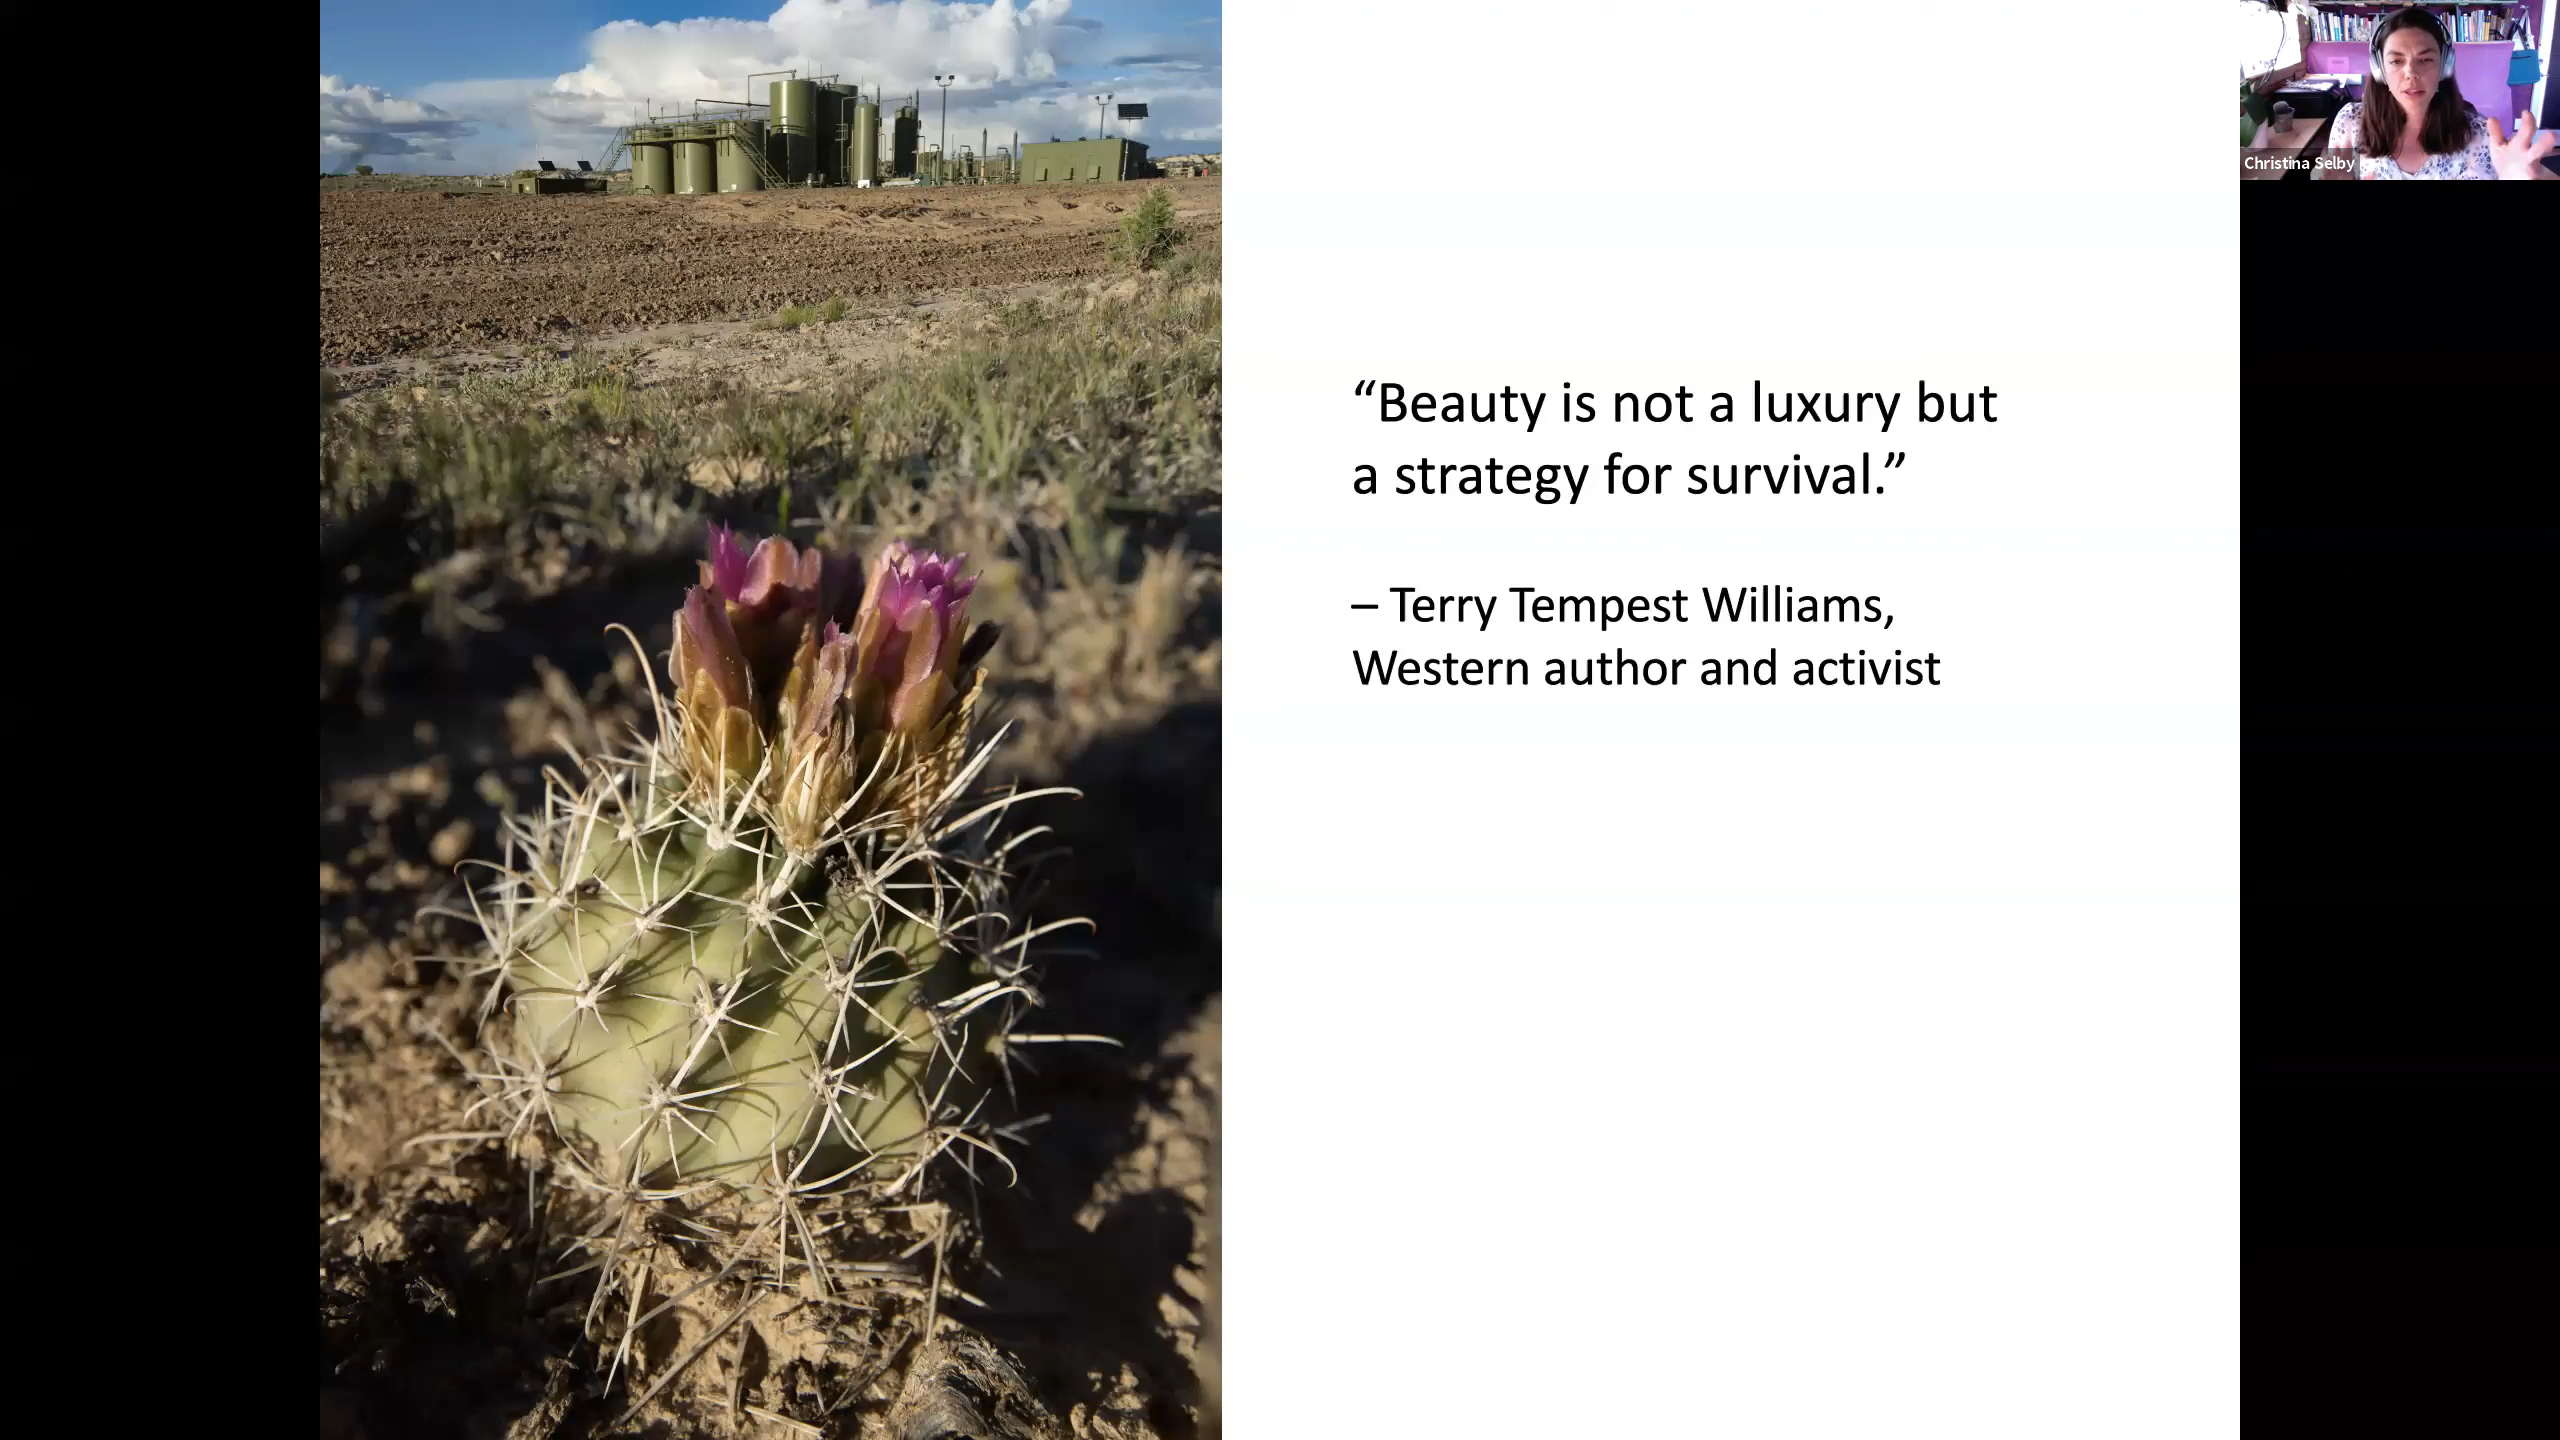 “Beauty is not a luxury but
a strategy for survival.”
– Terry Tempest Williams,
Western author and activist
Christina Selby